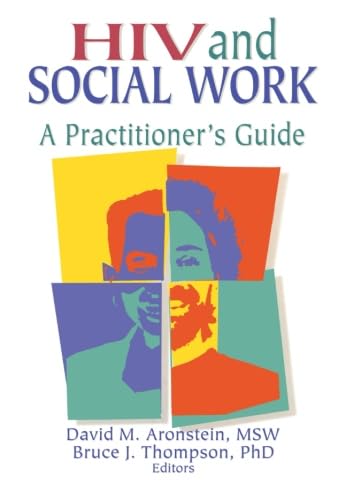 HIV and
SOCIAL WORK
A Practitioner's Guide
David M. Aronstein, MSW
Bruce J. Thompson, PhD
Editors